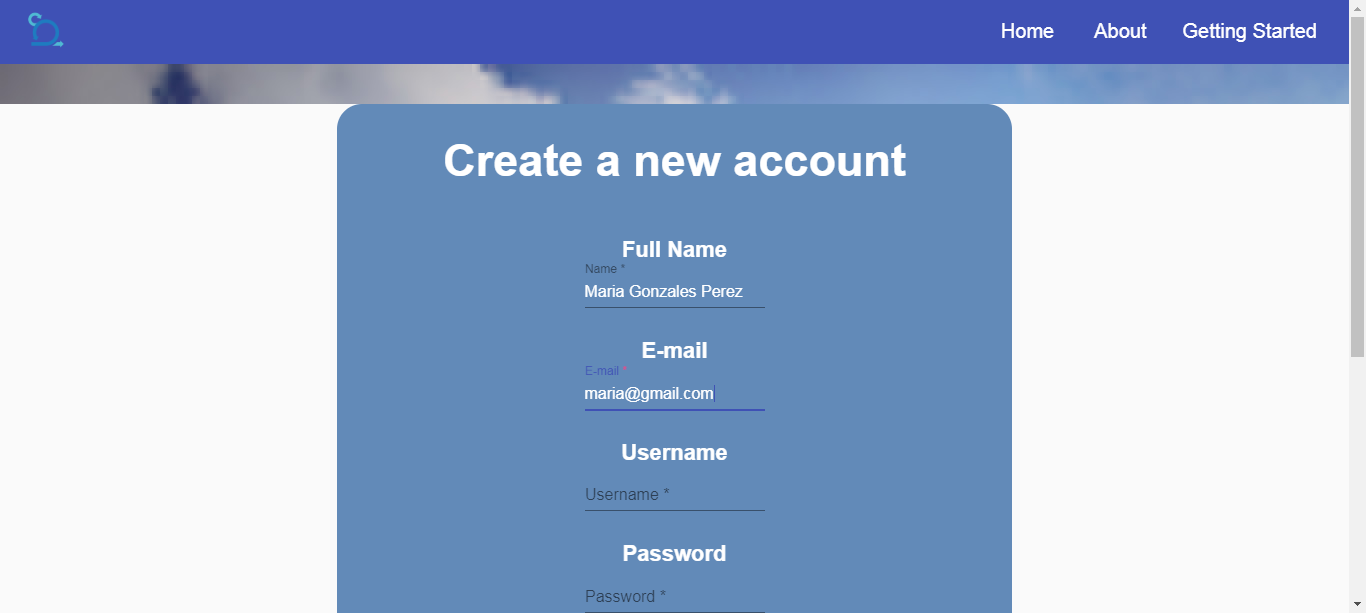 Home About Getting Started
Create a new account
Full Name
Name *
Maria Gonzales Perez
E-mail
E-mail *
maria@gmail.com
Username
Username *
Password
Password *